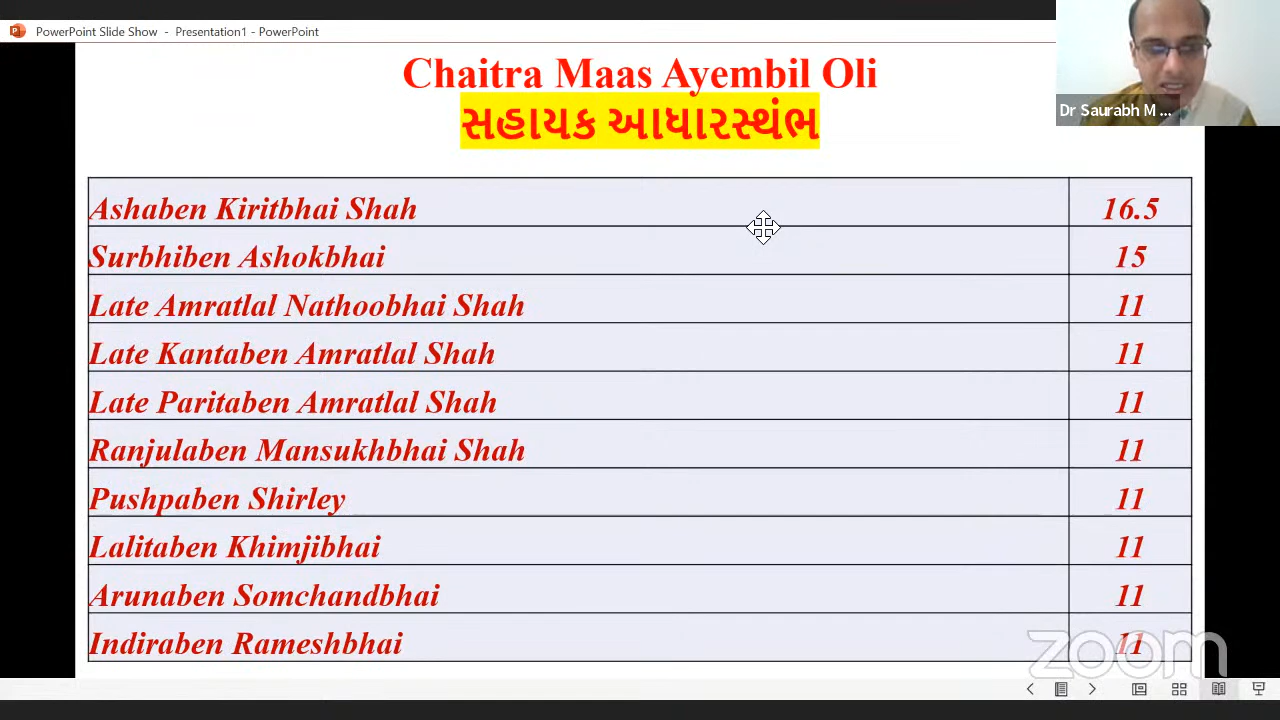 PowerPoint Slide Show - Presentation1 - PowerPoint
Chaitra Maas Ayembil Oli
સહાયક આધારસ્થંભ
Dr Saurabh M ...
Ashaben Kiritbhai Shah 16.5
Surbhiben Ashokbhai 15
Late Amratlal Nathoobhai Shah 11
Late Kantaben Amratlal Shah 11
Late Paritaben Amratlal Shah 11
Ranjulaben Mansukhbhai Shah 11
Pushpaben Shirley 11
Lalitaben Khimjibhai 11
Arunaben Somchandbhai 11
Indiraben Rameshbhai 11
zoom